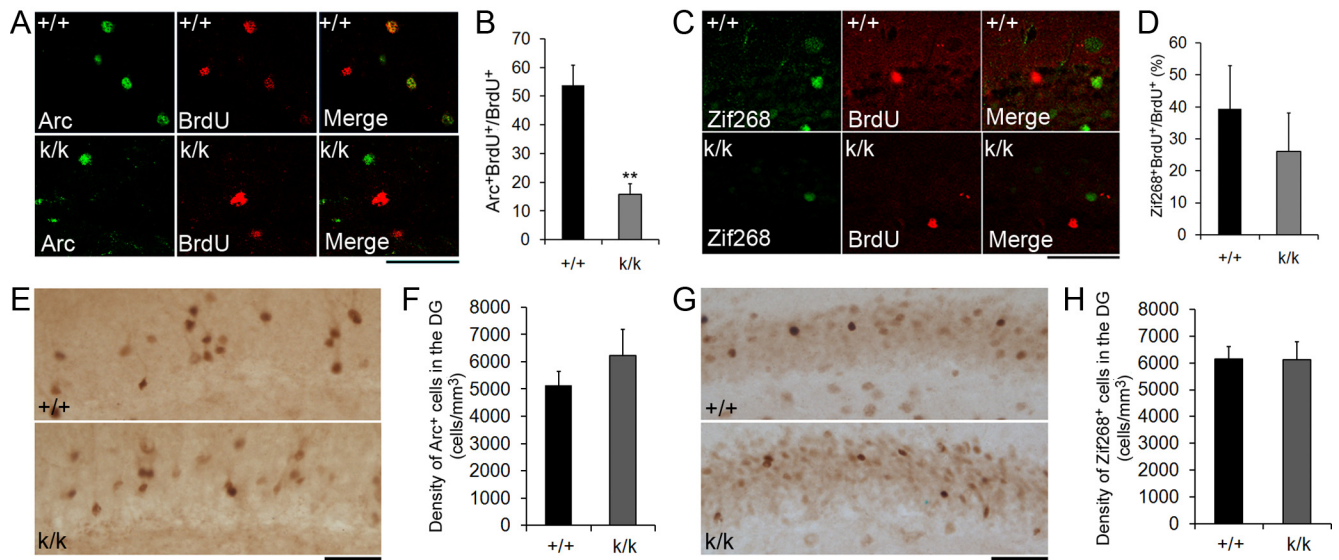 A
+/+
+/+
+/+
Arc
BrdU
Merge
k/k
k/k
k/k
Arc
BrdU
Merge
B
Arc⁺BrdU⁺/BrdU⁺
70
60
50
40
30
20
10
0
**
+/+
k/k
C
+/+
+/+
+/+
Zif268
BrdU
Merge
k/k
k/k
k/k
Zif268
BrdU
Merge
D
Zif268⁺BrdU⁺/BrdU⁺ (%)
60
50
40
30
20
10
0
+/+
k/k
E
+/+
k/k
F
Density of Arc⁺ cells in the DG
(cells/mm³)
8000
7000
6000
5000
4000
3000
2000
1000
0
+/+
k/k
G
+/+
k/k
H
Density of Zif268⁺ cells in the DG
(cells/mm³)
8000
7000
6000
5000
4000
3000
2000
1000
0
+/+
k/k